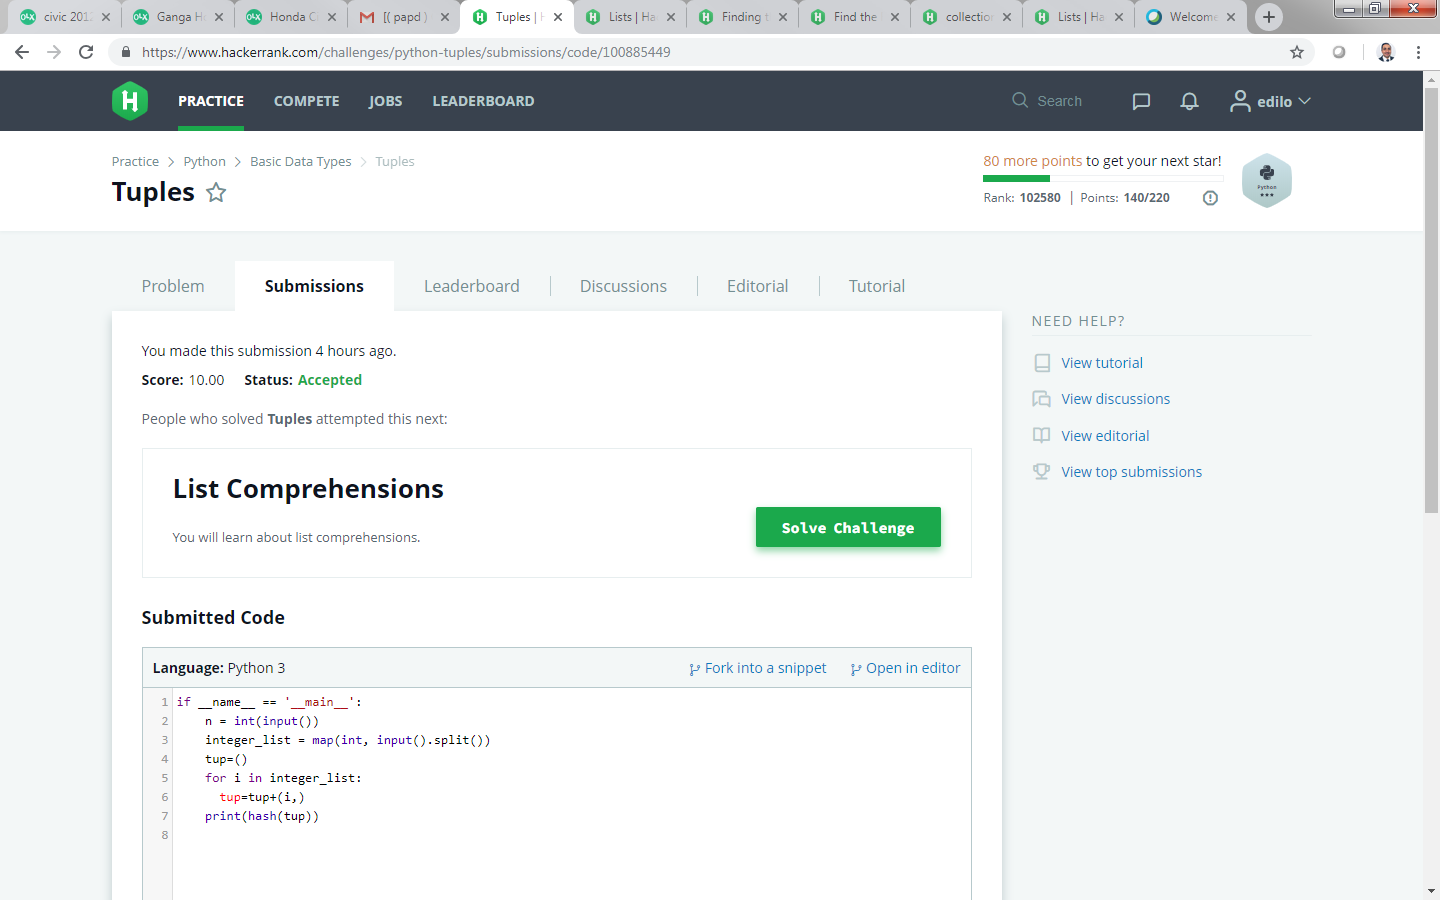 civic 2012
Ganga H
Honda C
[( papd )
Tuples | H
Lists | Ha
Finding t
Find the
collection
Lists | Ha
Welcome
https://www.hackerrank.com/challenges/python-tuples/submissions/code/100885449
PRACTICE
COMPETE
JOBS
LEADERBOARD
Search
edilo
Practice > Python > Basic Data Types > Tuples
Tuples
80 more points to get your next star!
Rank: 102580 | Points: 140/220
Python
Problem
Submissions
Leaderboard
Discussions
Editorial
Tutorial
You made this submission 4 hours ago.
Score: 10.00 Status: Accepted
People who solved Tuples attempted this next:
List Comprehensions
You will learn about list comprehensions.
Solve Challenge
NEED HELP?
View tutorial
View discussions
View editorial
View top submissions
Submitted Code
Language: Python 3
Fork into a snippet
Open in editor
1 if __name__ == '__main__':
2     n = int(input())
3     integer_list = map(int, input().split())
4     tup=()
5     for i in integer_list:
6       tup=tup+(i,)
7     print(hash(tup))
8